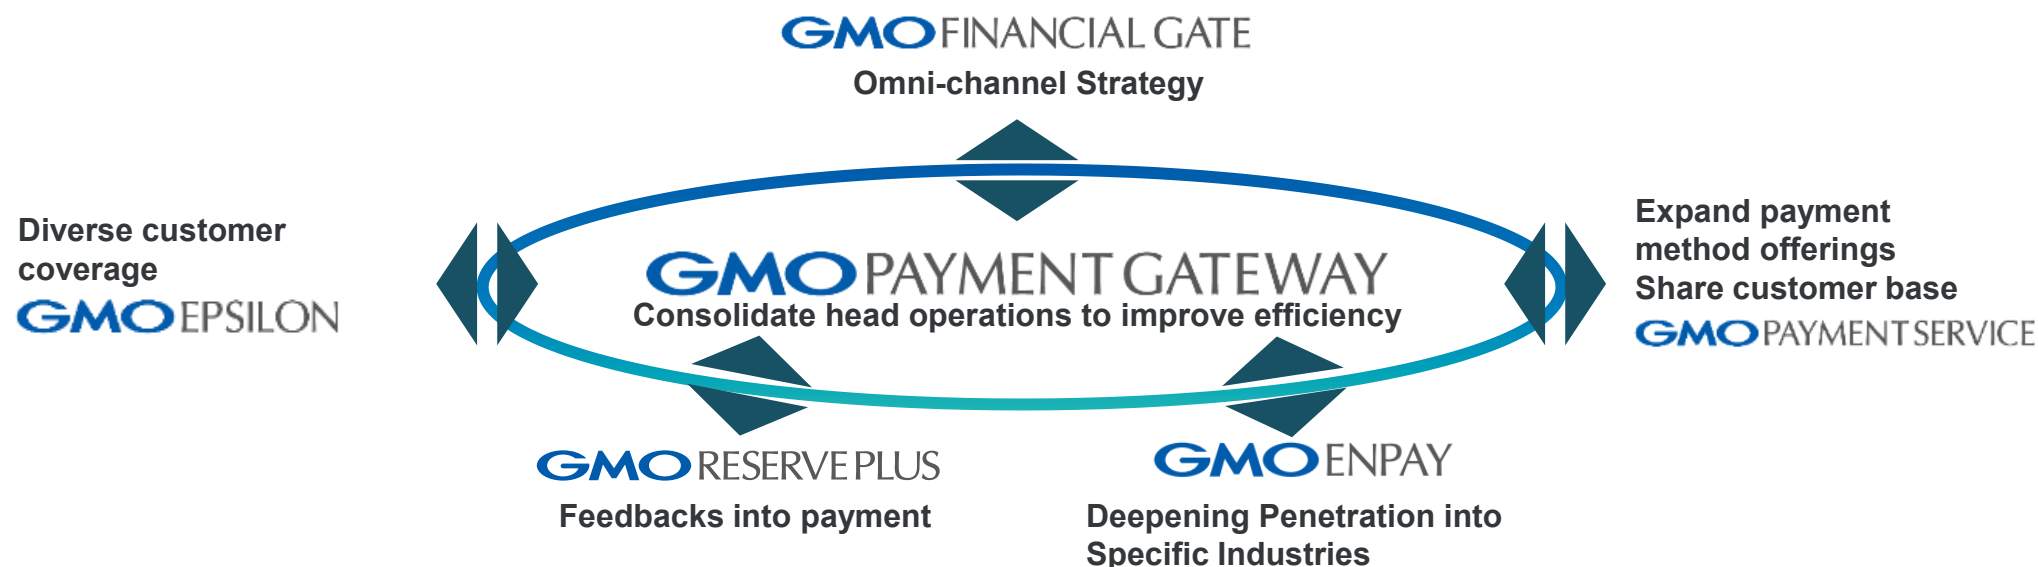 GMO FINANCIAL GATE
Omni-channel Strategy
Diverse customer
coverage
GMO EPSILON
GMO PAYMENT GATEWAY
Consolidate head operations to improve efficiency
Expand payment
method offerings
Share customer base
GMO PAYMENT SERVICE
GMO RESERVE PLUS
Feedbacks into payment
GMO ENPAY
Deepening Penetration into
Specific Industries